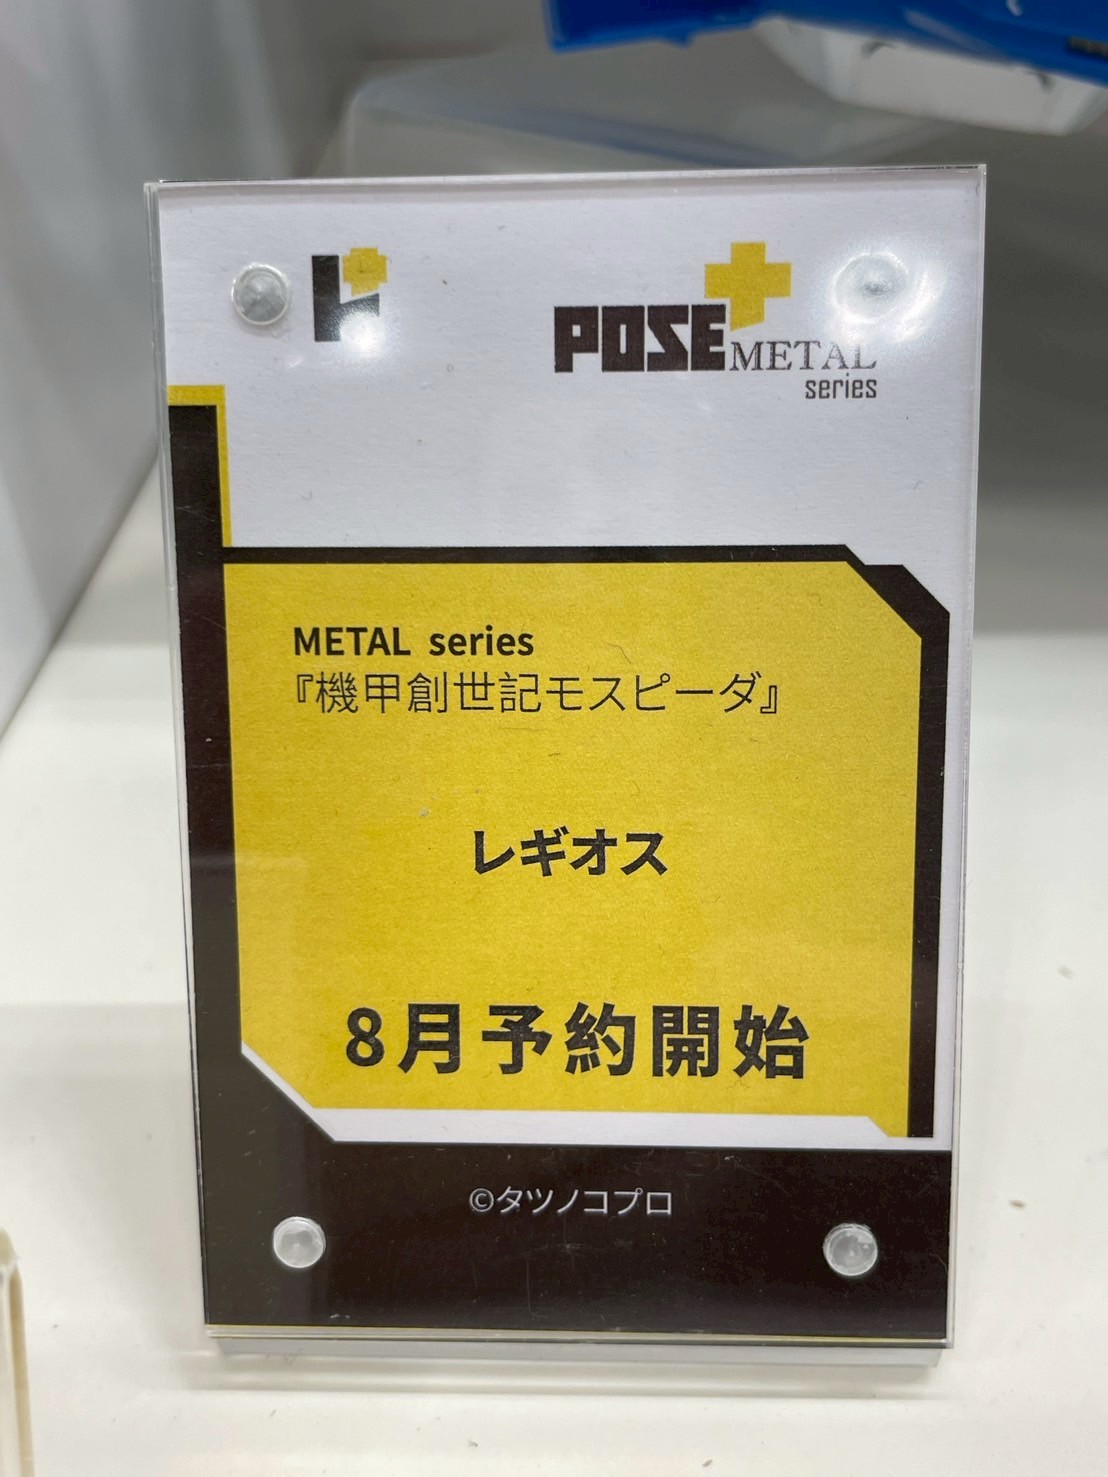 POSE+ METAL
series
METAL series
『機甲創世記モスピーダ』
レギオス
8月予約開始
©タツノコプロ